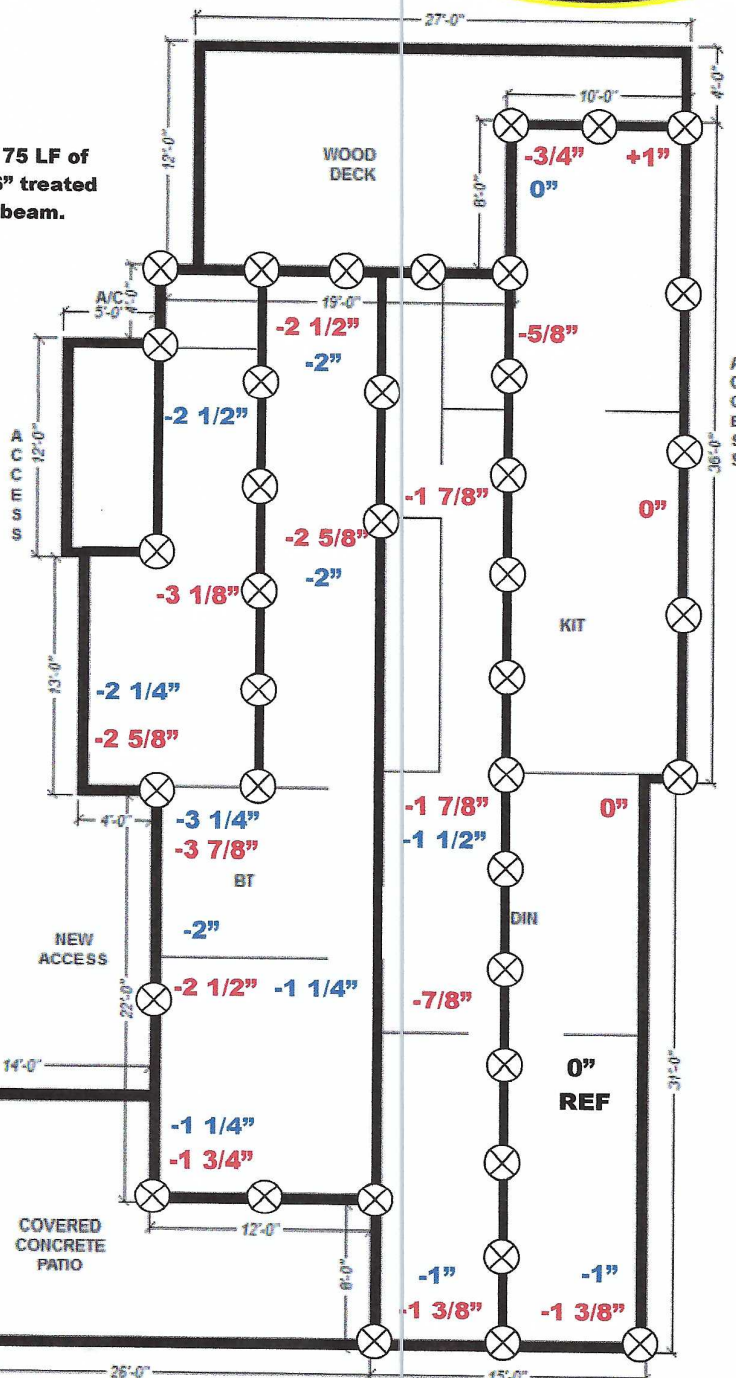 27'-0"
4'-0"
10'-0"
75 LF of
6" treated
beam.
12'-0"
WOOD
DECK
8'-0"
-3/4" +1"
0"
A/C
5'-0"
4'-0"
19'-0"
-2 1/2"
-2"
-5/8"
-2 1/2"
ACCESS
12'-0"
36'-0"
-1 7/8"
0"
-2 5/8"
-2"
-3 1/8"
KIT
13'-0"
-2 1/4"
-2 5/8"
4'-0"
-3 1/4"
-3 7/8"
-1 7/8"
-1 1/2"
0"
BT
DIN
-2"
NEW
ACCESS
-2 1/2" -1 1/4"
-7/8"
22'-0"
14'-0"
31'-0"
0"
REF
-1 1/4"
-1 3/4"
COVERED
CONCRETE
PATIO
12'-0"
-1" -1"
-1 3/8" -1 3/8"
26'-0"
15'-0"